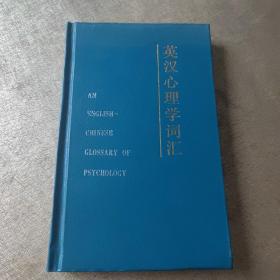 英汉心理学词汇
AN
ENGLISH-
CHINESE
GLOSSARY OF
PSYCHOLOGY